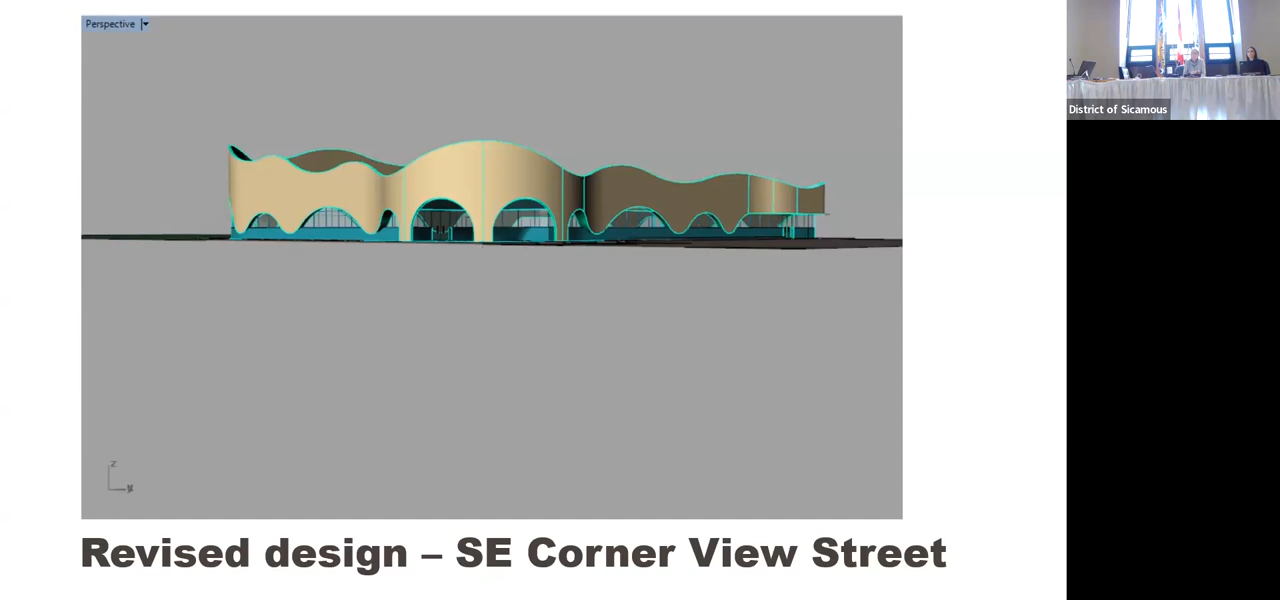 Perspective
District of Sicamous
z
Revised design – SE Corner View Street